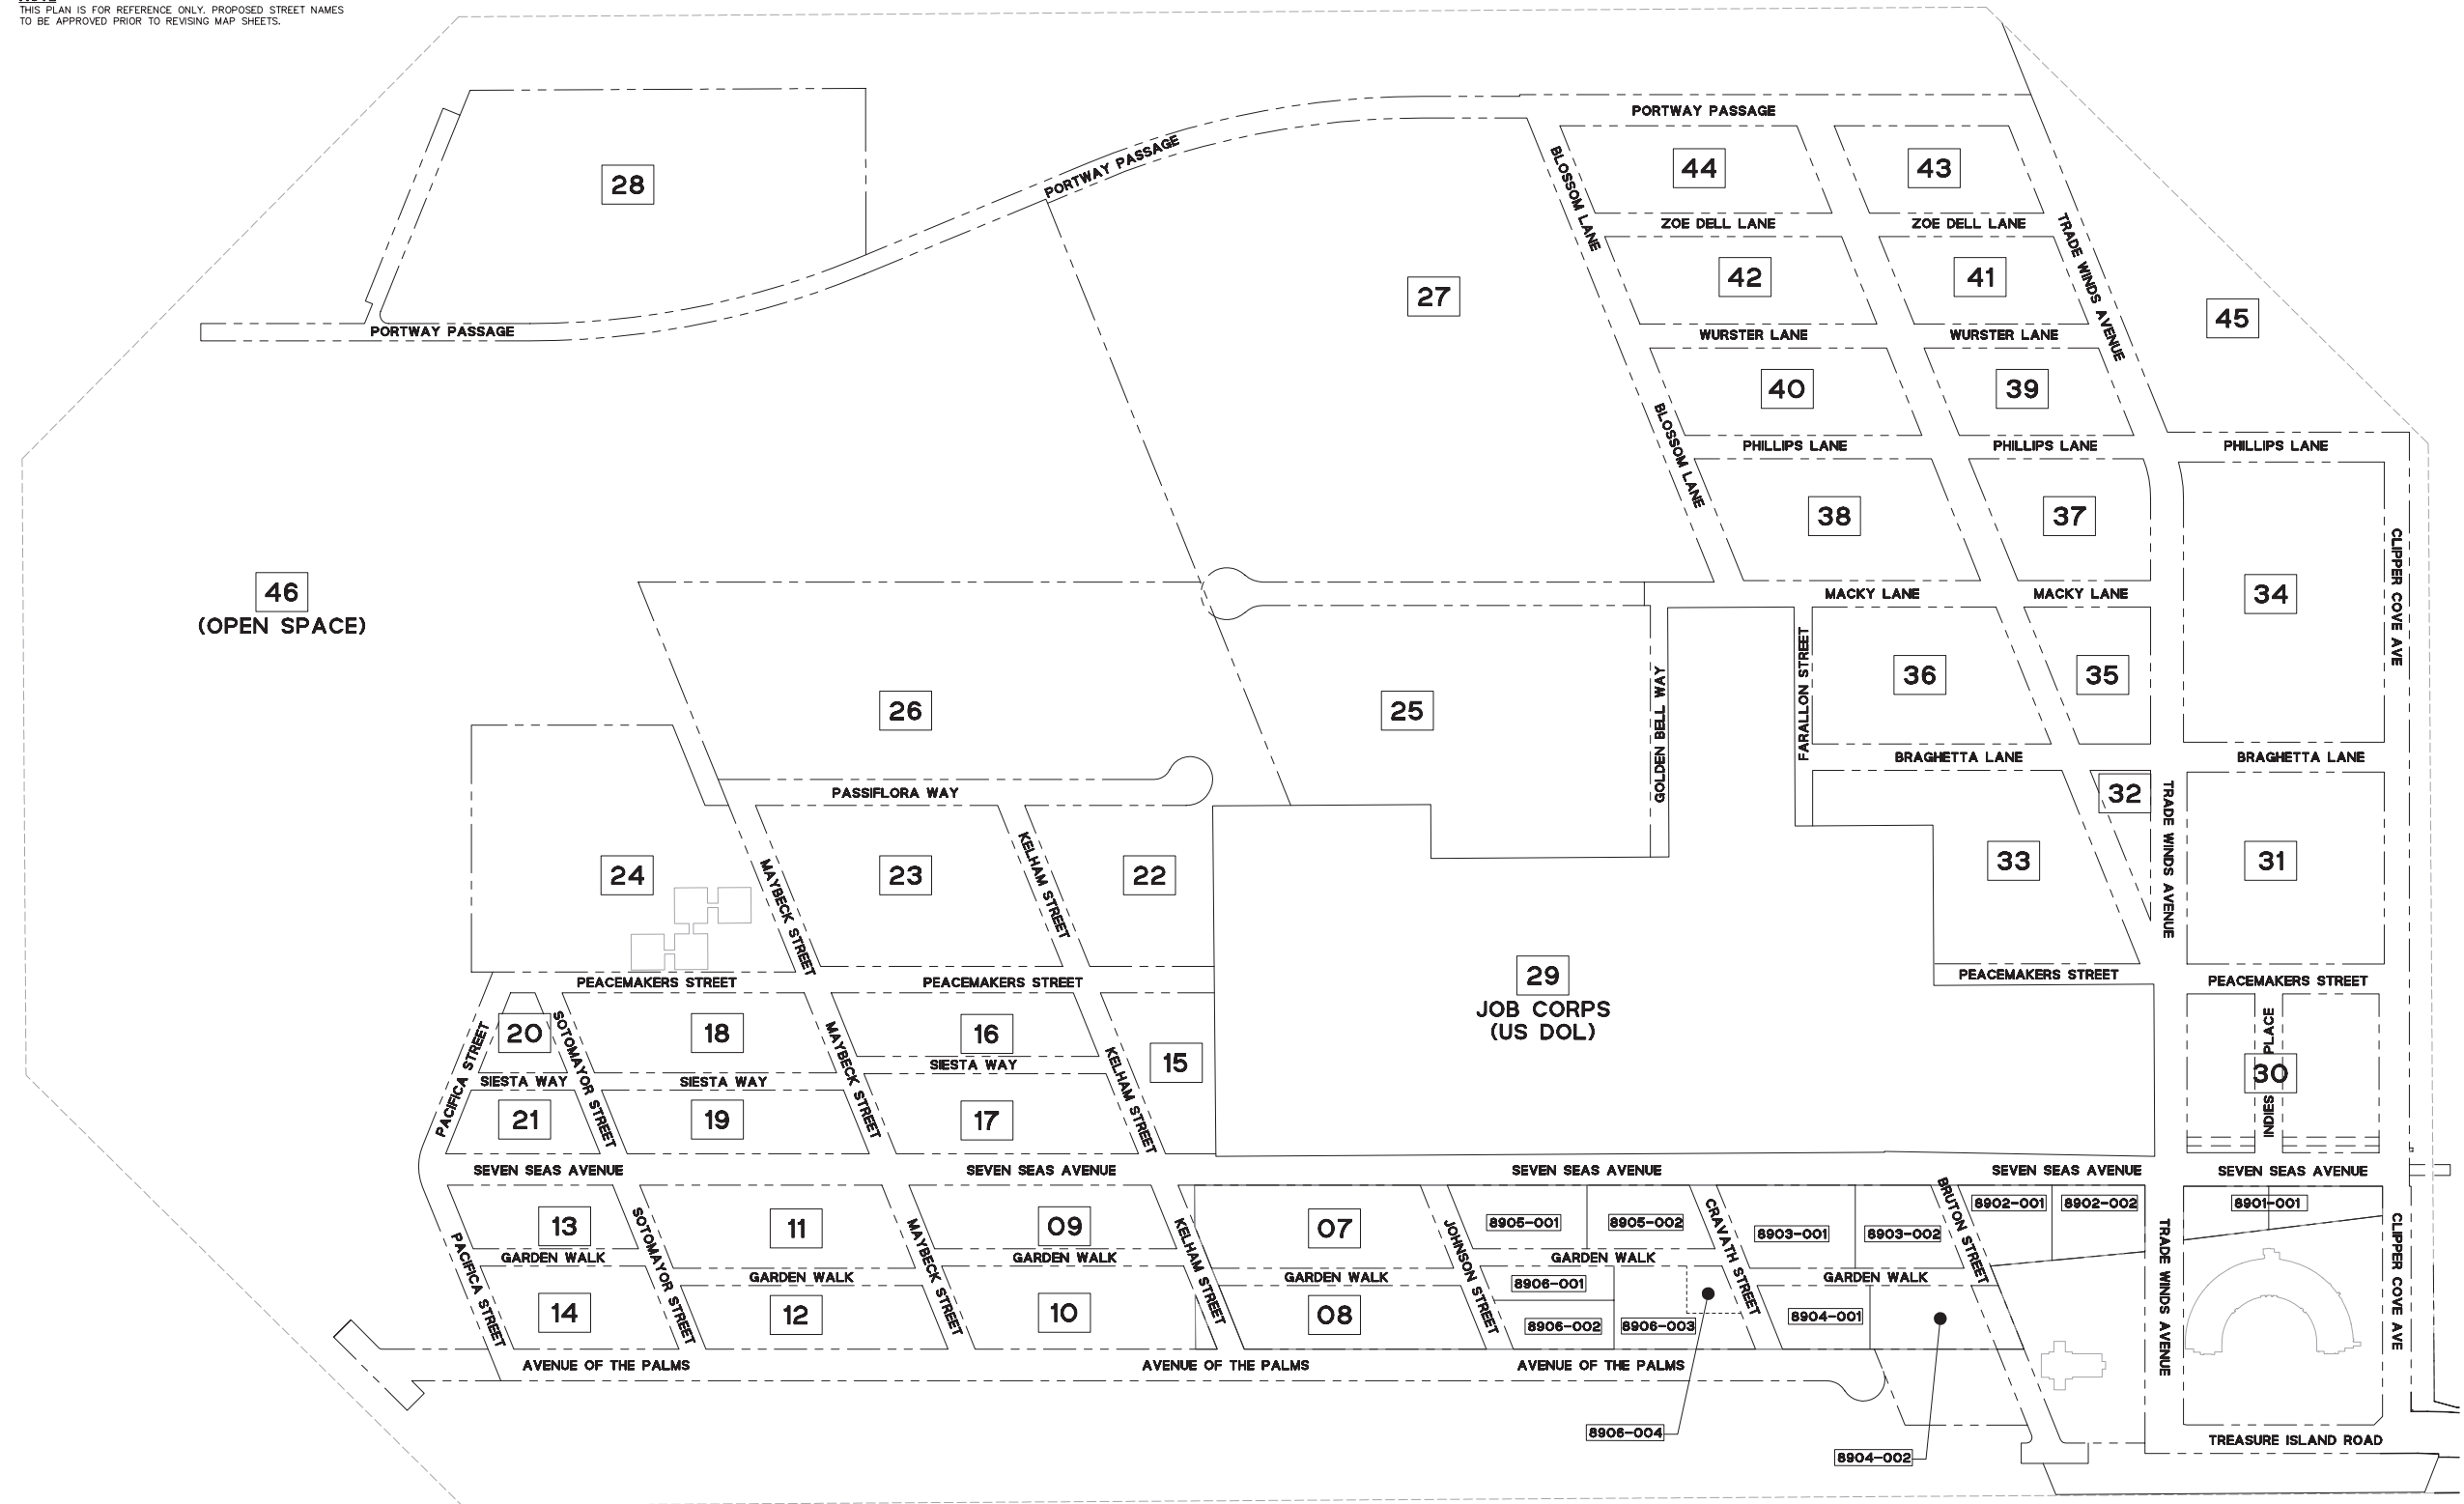 NOTE
THIS PLAN IS FOR REFERENCE ONLY. PROPOSED STREET NAMES
TO BE APPROVED PRIOR TO REVISING MAP SHEETS.
PORTWAY PASSAGE
28
PORTWAY PASSAGE
PORTWAY PASSAGE
BLOSSOM LANE
44
43
ZOE DELL LANE
ZOE DELL LANE
TRADE WINDS AVENUE
27
42
41
45
WURSTER LANE
WURSTER LANE
40
39
BLOSSOM LANE
PHILLIPS LANE
PHILLIPS LANE
PHILLIPS LANE
38
37
34
CLIPPER COVE AVE
46
(OPEN SPACE)
MACKY LANE
MACKY LANE
26
25
GOLDEN BELL WAY
FARALLON STREET
36
35
BRAGHETTA LANE
BRAGHETTA LANE
PASSIFLORA WAY
32
TRADE WINDS AVENUE
24
MAYBECK STREET
23
KELHAM STREET
22
33
31
29
JOB CORPS
(US DOL)
PEACEMAKERS STREET
PEACEMAKERS STREET
PEACEMAKERS STREET
PEACEMAKERS STREET
PACIFICA STREET
20
SOTOMAYOR STREET
18
MAYBECK STREET
16
KELHAM STREET
15
INDIES PLACE
30
SIESTA WAY
SIESTA WAY
SIESTA WAY
21
19
17
SEVEN SEAS AVENUE
SEVEN SEAS AVENUE
SEVEN SEAS AVENUE
SEVEN SEAS AVENUE
SEVEN SEAS AVENUE
PACIFICA STREET
13
SOTOMAYOR STREET
11
MAYBECK STREET
09
KELHAM STREET
07
JOHNSON STREET
8905-001
8905-002
CRAVATH STREET
8903-001
8903-002
BRUTON STREET
8902-001
8902-002
TRADE WINDS AVENUE
8901-001
CLIPPER COVE AVE
GARDEN WALK
GARDEN WALK
GARDEN WALK
GARDEN WALK
GARDEN WALK
GARDEN WALK
14
12
10
08
8906-001
8906-002
8906-003
8904-001
AVENUE OF THE PALMS
AVENUE OF THE PALMS
AVENUE OF THE PALMS
8906-004
8904-002
TREASURE ISLAND ROAD